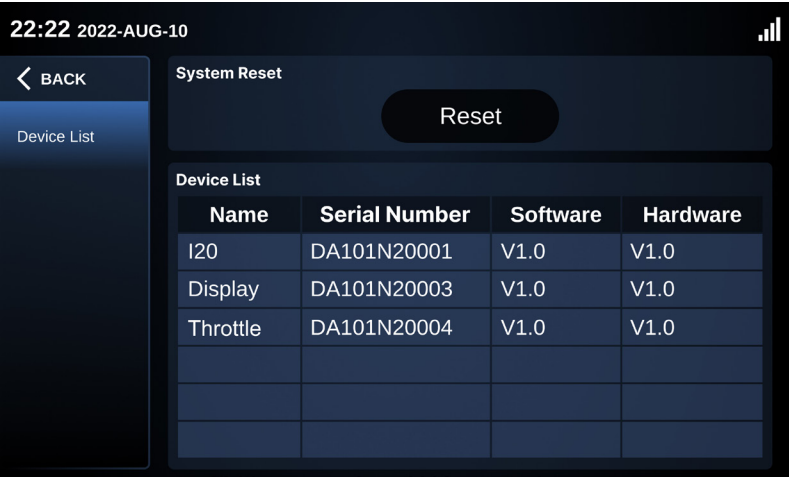 22:22 2022-AUG-10
BACK
Device List
System Reset
Reset
Device List
Name Serial Number Software Hardware
I20 DA101N20001 V1.0 V1.0
Display DA101N20003 V1.0 V1.0
Throttle DA101N20004 V1.0 V1.0